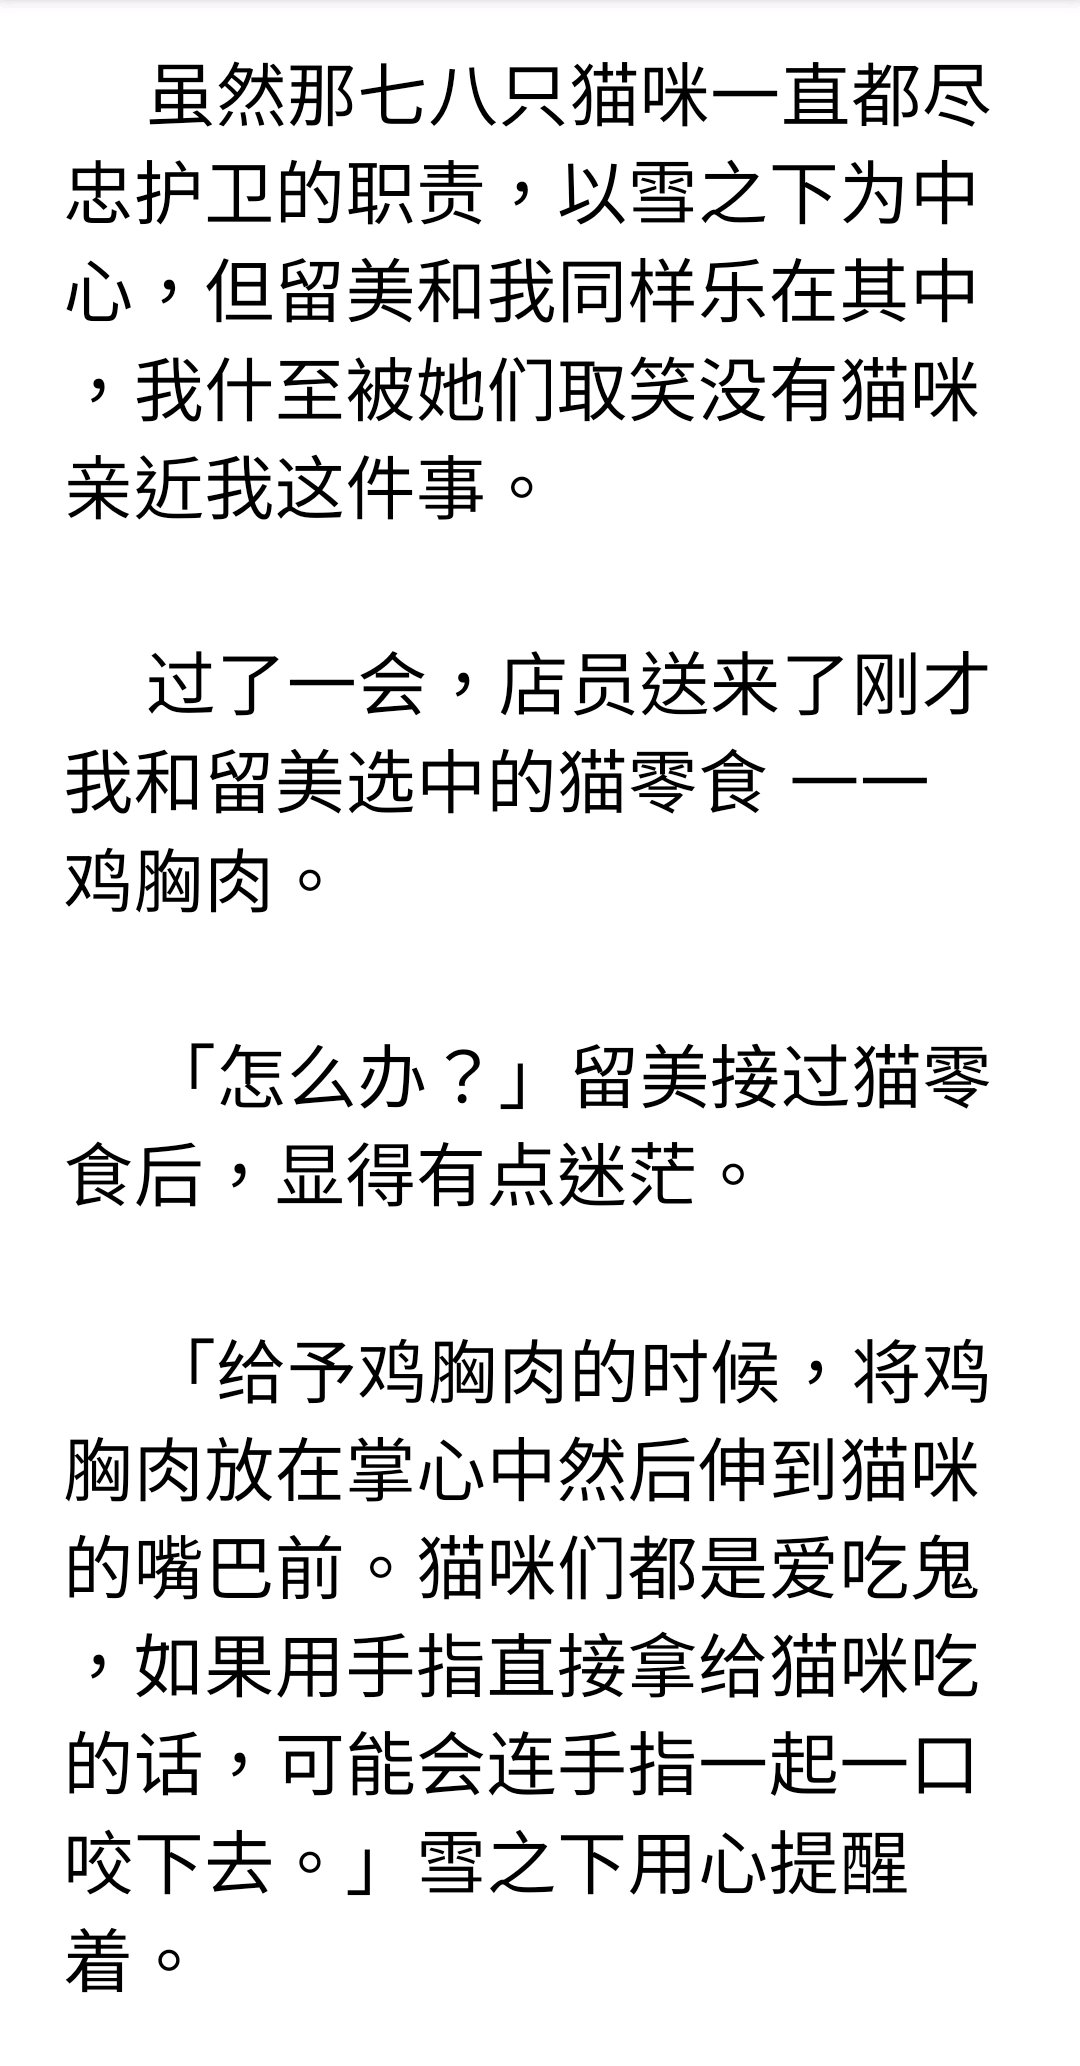 虽然那七八只猫咪一直都尽
忠护卫的职责，以雪之下为中
心，但留美和我同样乐在其中
，我什至被她们取笑没有猫咪
亲近我这件事。
过了一会，店员送来了刚才
我和留美选中的猫零食 一一
鸡胸肉。
「怎么办？」留美接过猫零
食后，显得有点迷茫。
「给予鸡胸肉的时候，将鸡
胸肉放在掌心中然后伸到猫咪
的嘴巴前。猫咪们都是爱吃鬼
，如果用手指直接拿给猫咪吃
的话，可能会连手指一起一口
咬下去。」雪之下用心提醒
着。